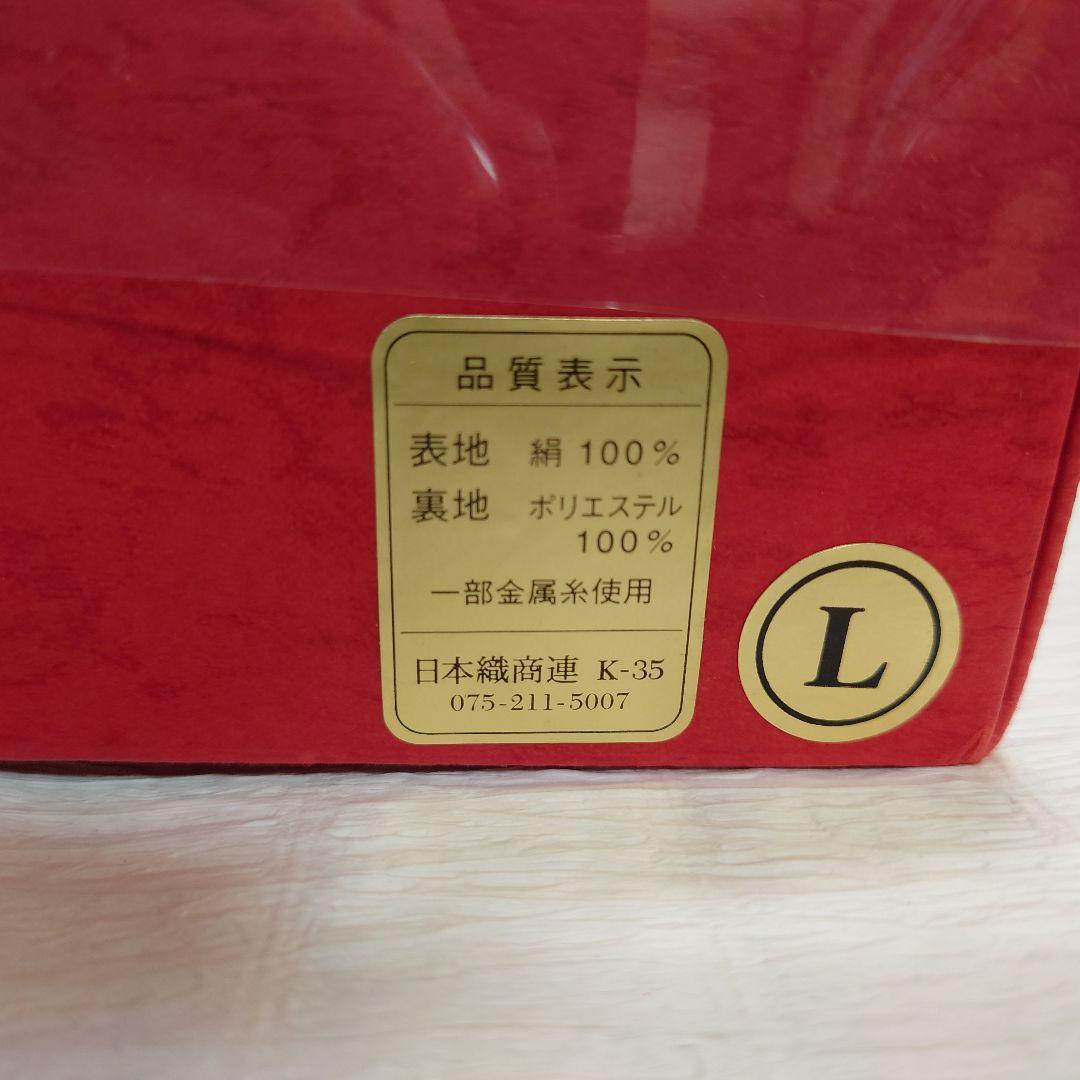 品質表示
表地 絹 100%
裏地 ポリエステル
100%
一部金属糸使用
日本織商連 K-35
075-211-5007
L